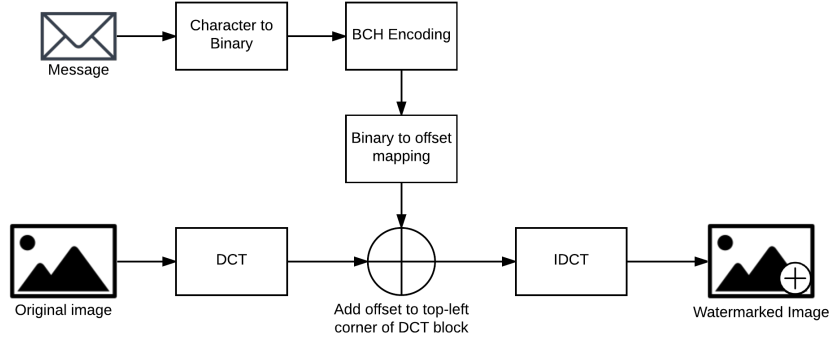 Character to
Binary
BCH Encoding
Message
Binary to offset
mapping
DCT
IDCT
Original image
Add offset to top-left
corner of DCT block
Watermarked Image